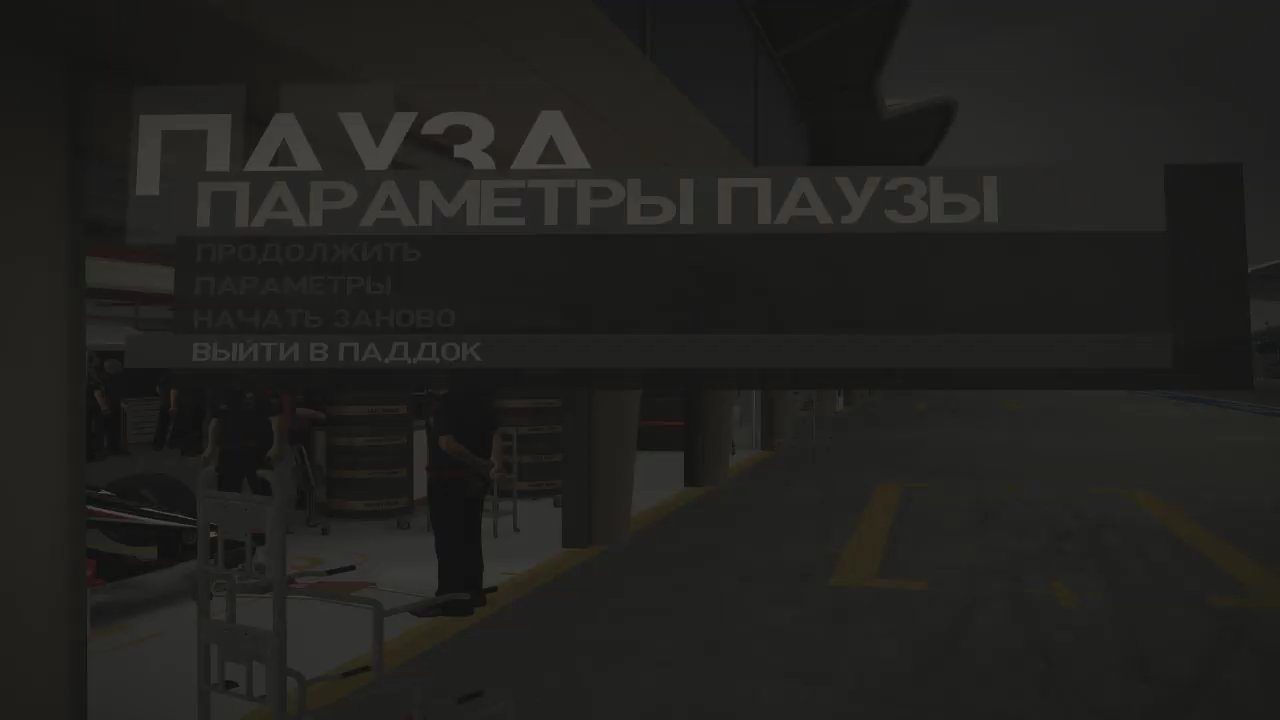 ПАУЗА
ПАРАМЕТРЫ ПАУЗЫ
ПРОДОЛЖИТЬ
ПАРАМЕТРЫ
НАЧАТЬ ЗАНОВО
ВЫЙТИ В ПАДДОК